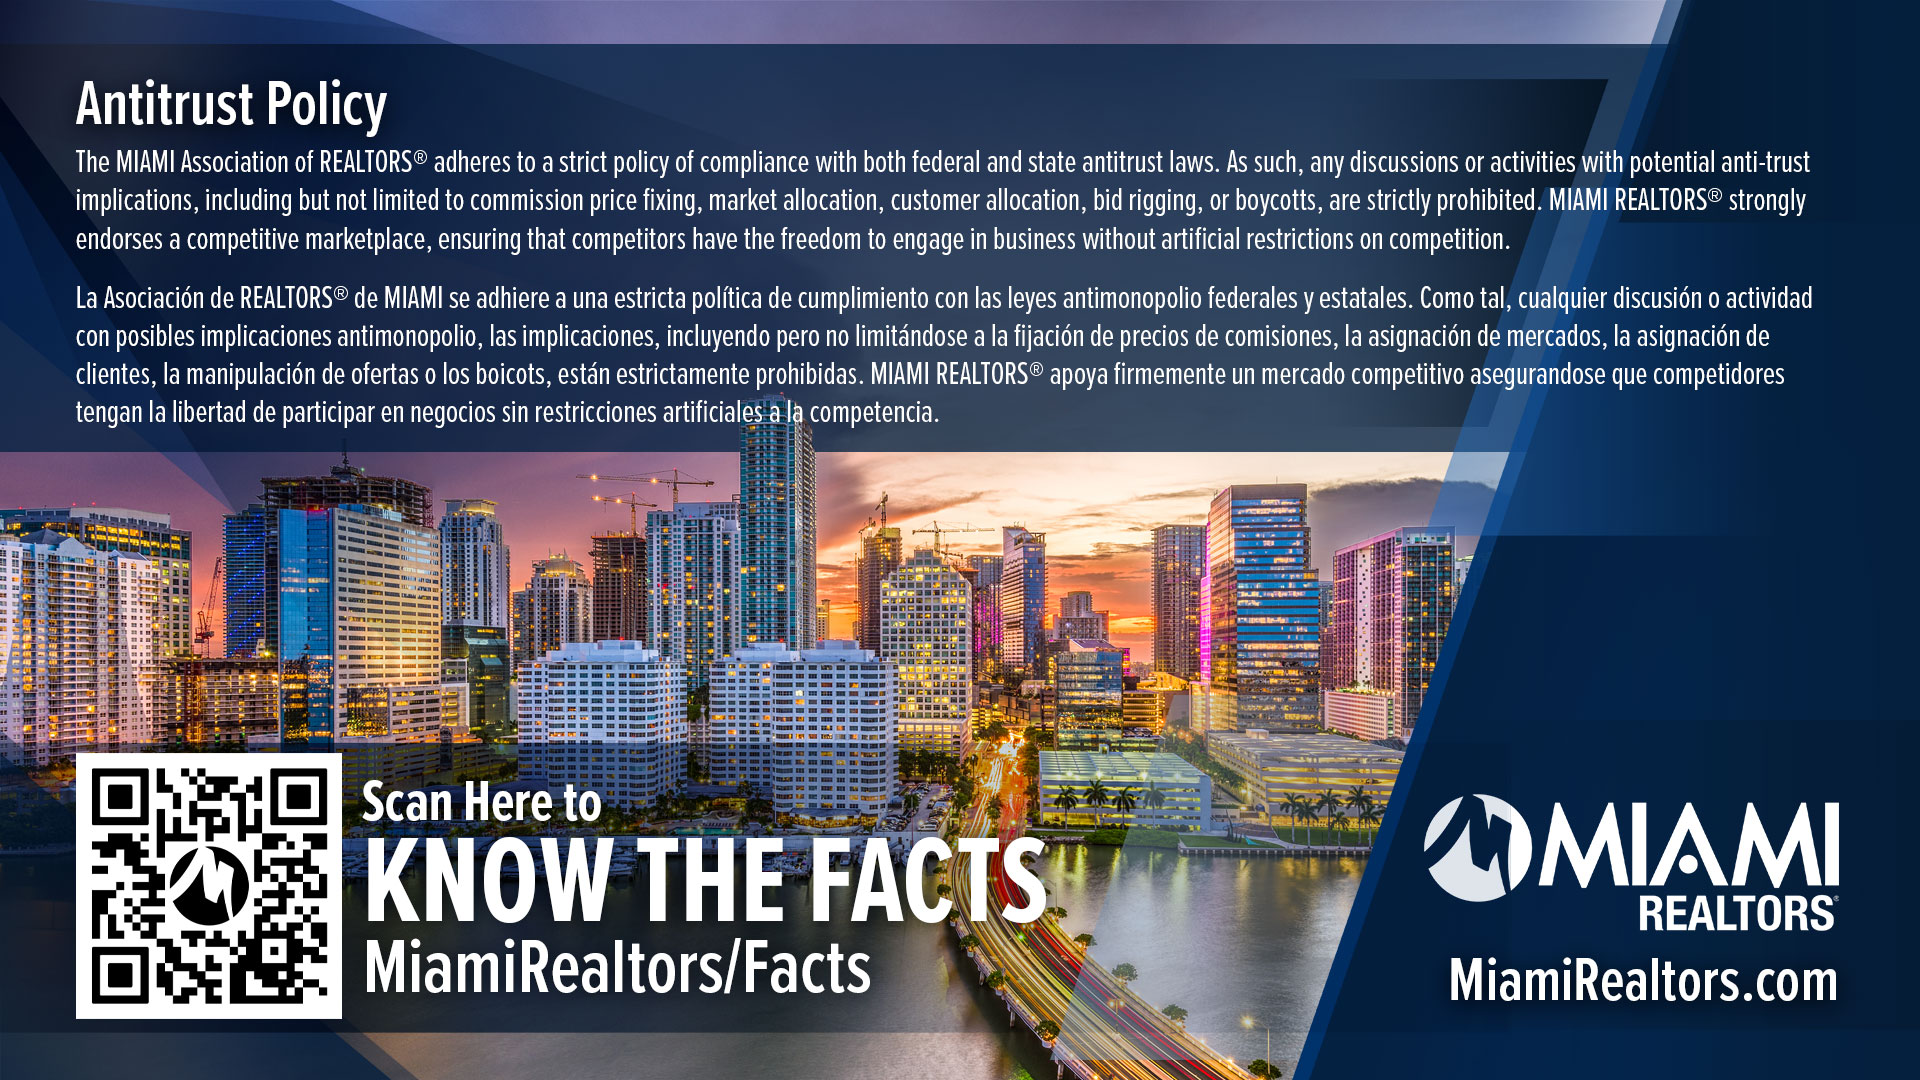 Antitrust Policy
The MIAMI Association of REALTORS® adheres to a strict policy of compliance with both federal and state antitrust laws. As such, any discussions or activities with potential anti-trust
implications, including but not limited to commission price fixing, market allocation, customer allocation, bid rigging, or boycotts, are strictly prohibited. MIAMI REALTORS® strongly
endorses a competitive marketplace, ensuring that competitors have the freedom to engage in business without artificial restrictions on competition.
La Asociación de REALTORS® de MIAMI se adhiere a una estricta política de cumplimiento con las leyes antimonopolio federales y estatales. Como tal, cualquier discusión o actividad
con posibles implicaciones antimonopolio, las implicaciones, incluyendo pero no limitándose a la fijación de precios de comisiones, la asignación de mercados, la asignación de
clientes, la manipulación de ofertas o los boicots, están estrictamente prohibidas. MIAMI REALTORS® apoya firmemente un mercado competitivo asegurandose que competidores
tengan la libertad de participar en negocios sin restricciones artificiales a la competencia.
Scan Here to
KNOW THE FACTS
MiamiRealtors/Facts
MIAMI
REALTORS®
MiamiRealtors.com